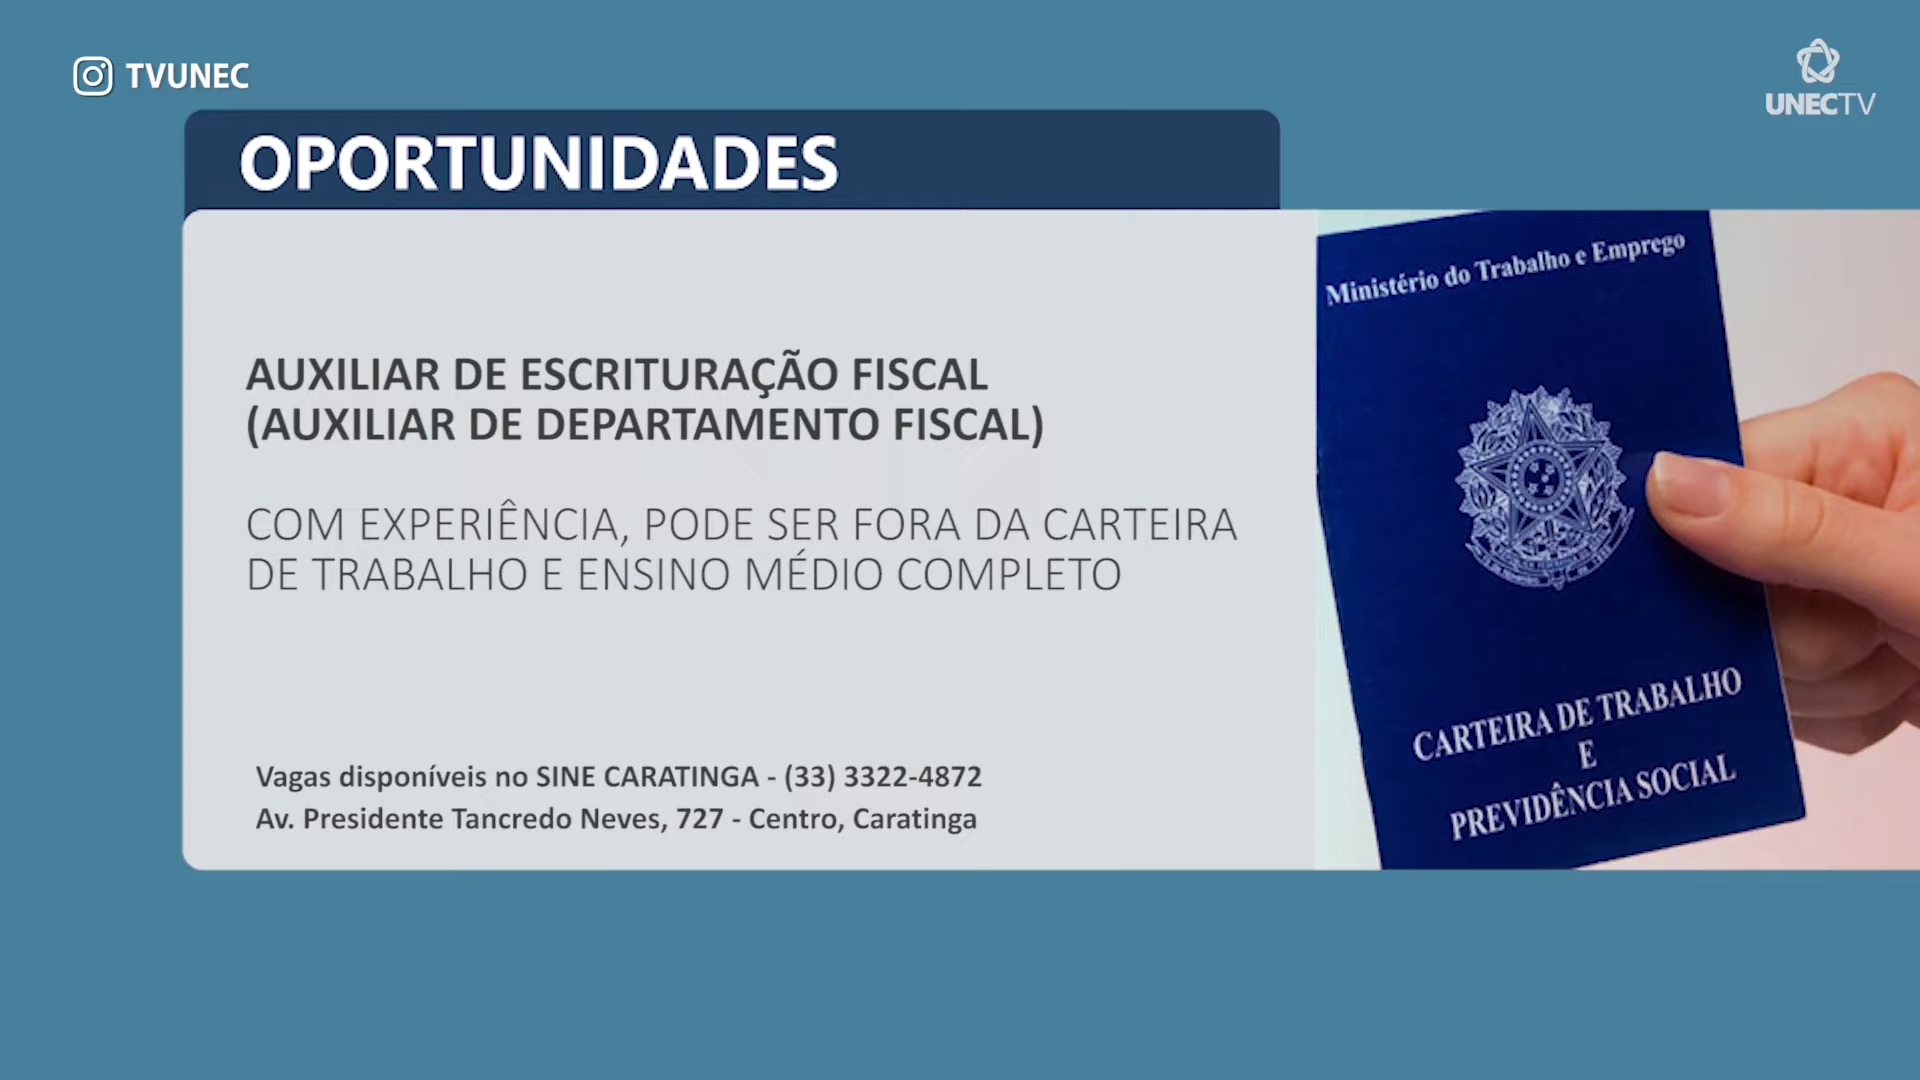 TVUNEC
UNECTV
OPORTUNIDADES
AUXILIAR DE ESCRITURAÇÃO FISCAL
(AUXILIAR DE DEPARTAMENTO FISCAL)
COM EXPERIÊNCIA, PODE SER FORA DA CARTEIRA
DE TRABALHO E ENSINO MÉDIO COMPLETO
Vagas disponíveis no SINE CARATINGA - (33) 3322-4872
Av. Presidente Tancredo Neves, 727 - Centro, Caratinga
Ministério do Trabalho e Emprego
CARTEIRA DE TRABALHO
E
PREVIDÊNCIA SOCIAL